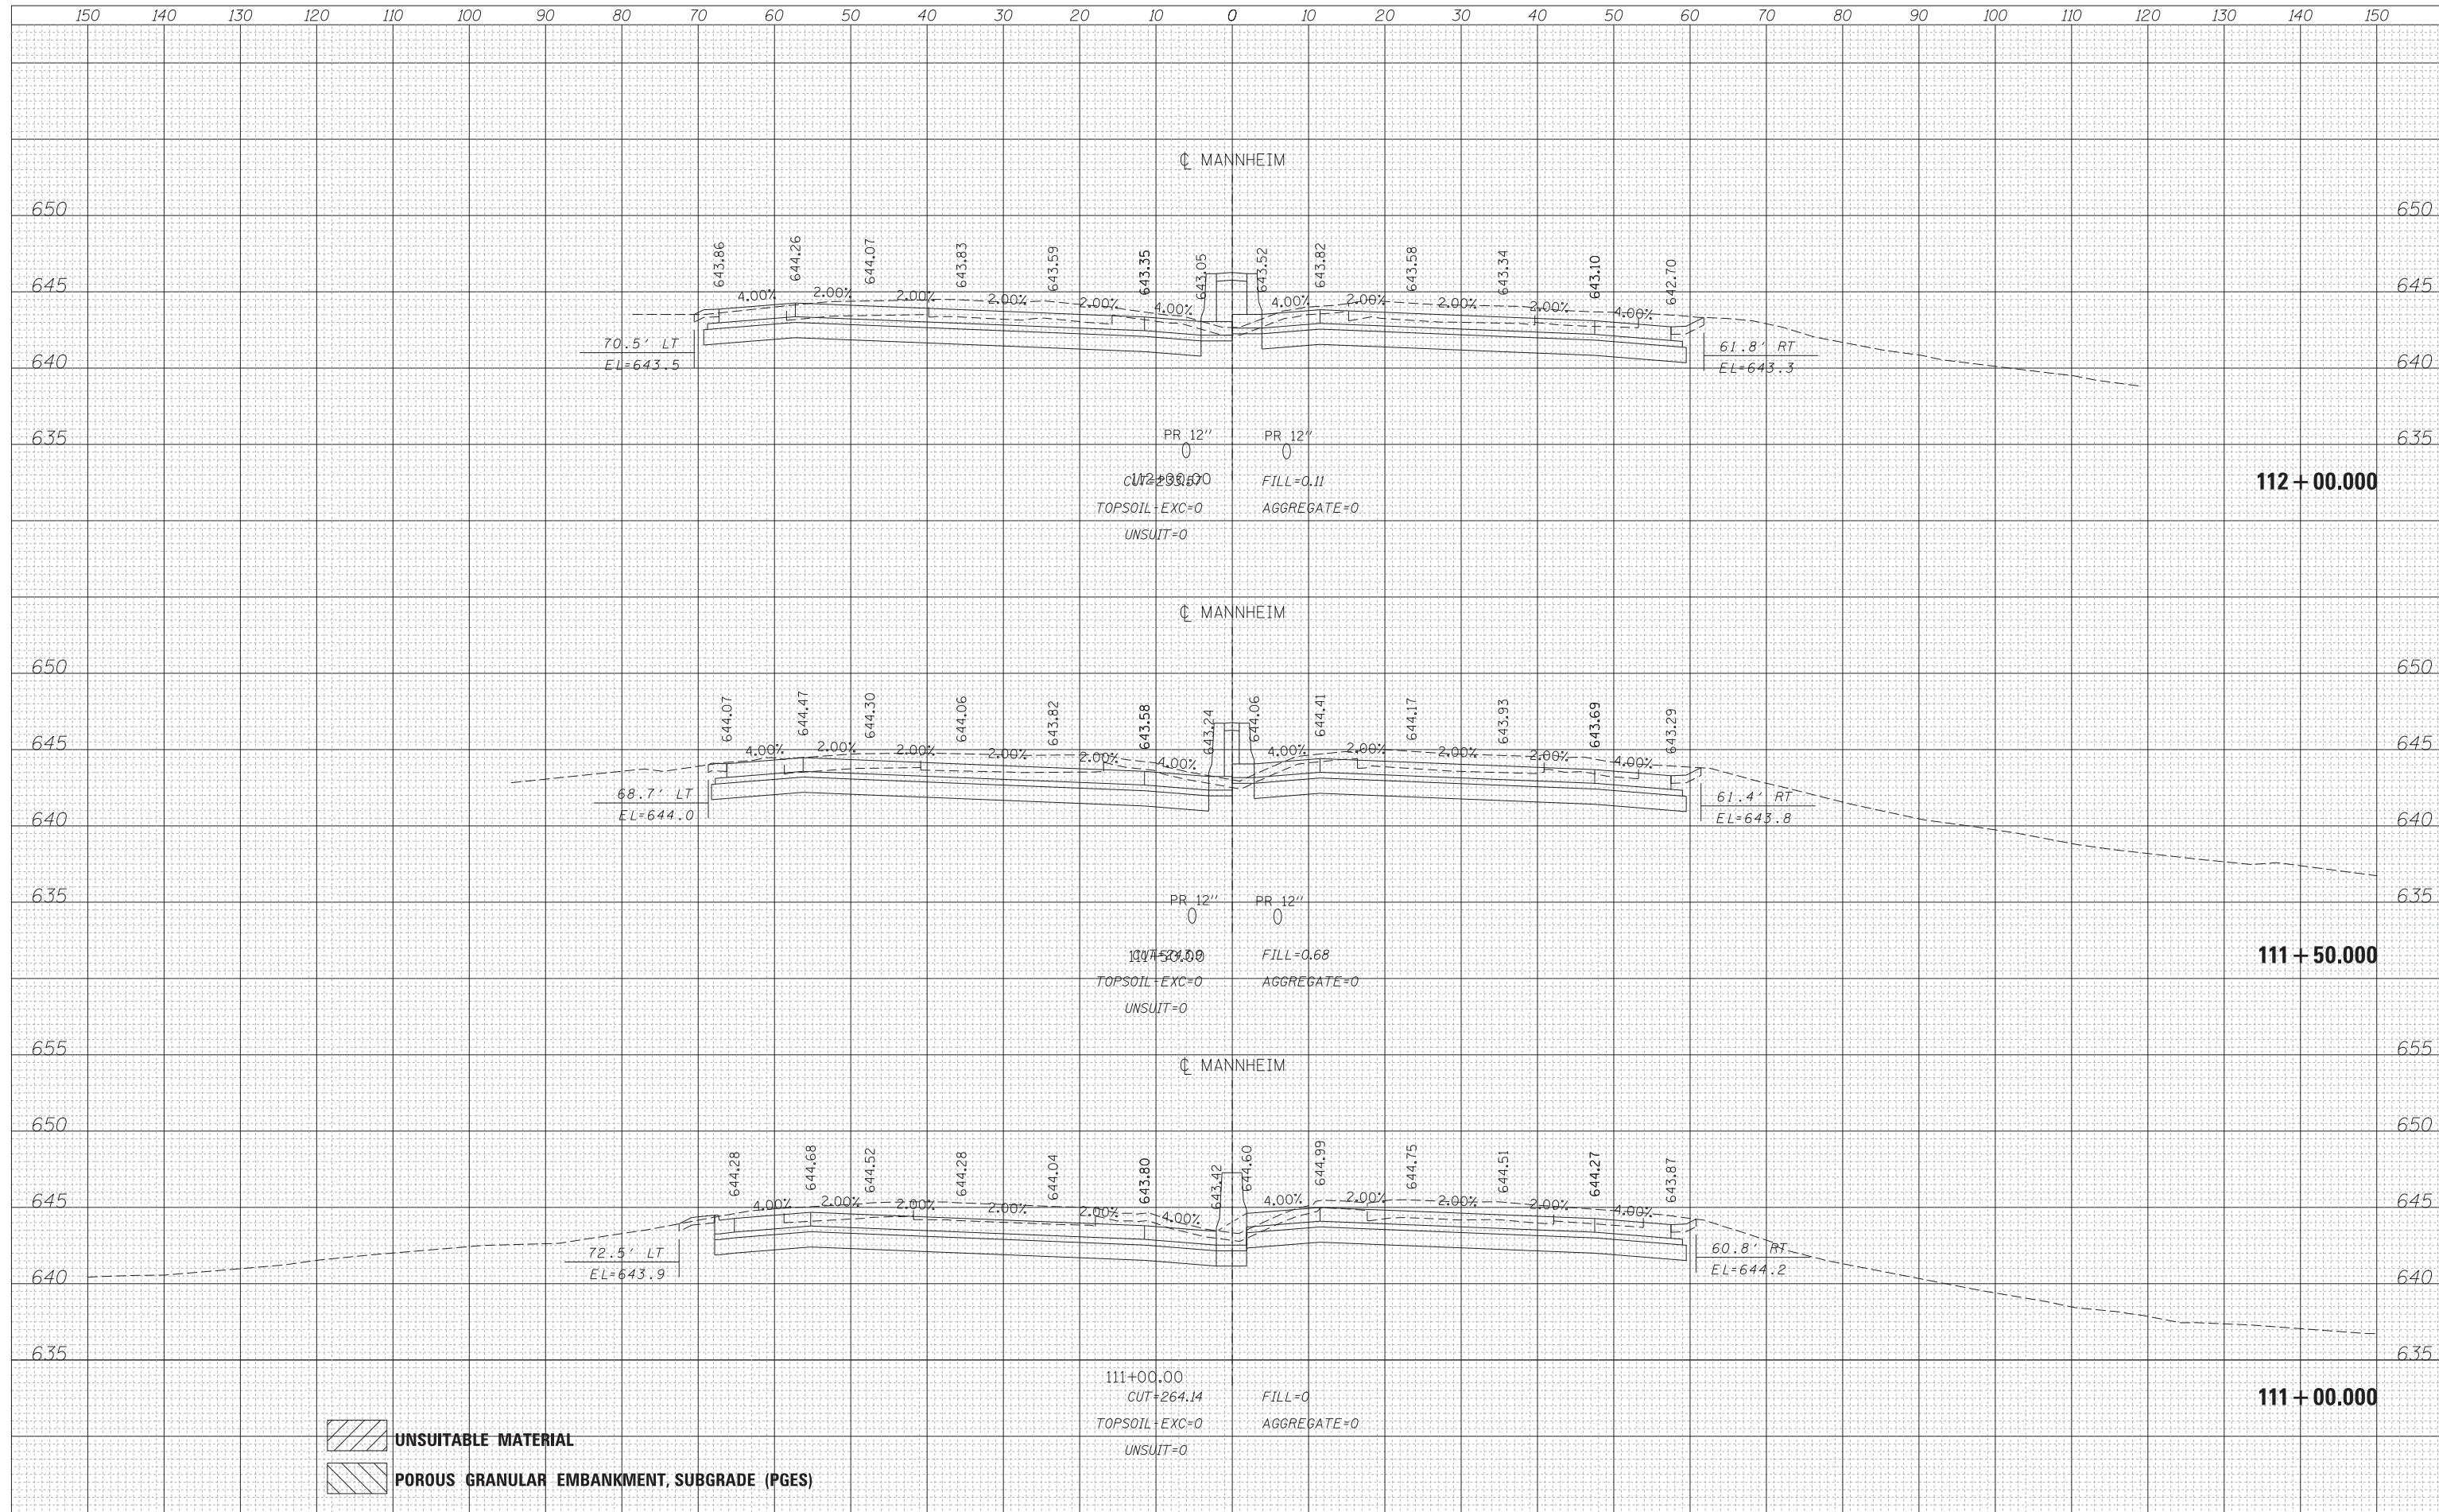 150 140 130 120 110 100 90 80 70 60 50 40 30 20 10 0 10 20 30 40 50 60 70 80 90 100 110 120 130 140 150
℄ MANNHEIM
650 650
643.86 644.26 644.07 643.83 643.59 643.35 643.05 643.52 643.82 643.58 643.34 643.10 642.70
645 645
4.00% 2.00% 2.00% 2.00% 2.00% 4.00% 4.00% 2.00% 2.00% 2.00% 4.00%
70.5' LT 61.8' RT
640 640
EL=643.5 EL=643.3
635 635
PR 12" PR 12"
112+00.00
CUT=233.57 FILL=0.11
112+00.000
TOPSOIL-EXC=0 AGGREGATE=0
UNSUIT=0
℄ MANNHEIM
650 650
644.07 644.47 644.30 644.06 643.82 643.58 643.24 644.06 644.41 644.17 643.93 643.69 643.29
645 645
4.00% 2.00% 2.00% 2.00% 2.00% 4.00% 4.00% 2.00% 2.00% 2.00% 4.00%
68.7' LT 61.4' RT
EL=644.0 EL=643.8
640 640
635 635
PR 12" PR 12"
111+50.00
CUT=243.9 FILL=0.68
111+50.000
TOPSOIL-EXC=0 AGGREGATE=0
UNSUIT=0
655 655
℄ MANNHEIM
650 650
644.28 644.68 644.52 644.28 644.04 643.80 643.42 644.60 644.99 644.75 644.51 644.27 643.87
645 645
4.00% 2.00% 2.00% 2.00% 2.00% 4.00% 4.00% 2.00% 2.00% 2.00% 4.00%
72.5' LT 60.8' RT
EL=643.9 EL=644.2
640 640
635 635
111+00.00
CUT=264.14 FILL=0
111+00.000
TOPSOIL-EXC=0 AGGREGATE=0
UNSUIT=0
UNSUITABLE MATERIAL
POROUS GRANULAR EMBANKMENT, SUBGRADE (PGES)